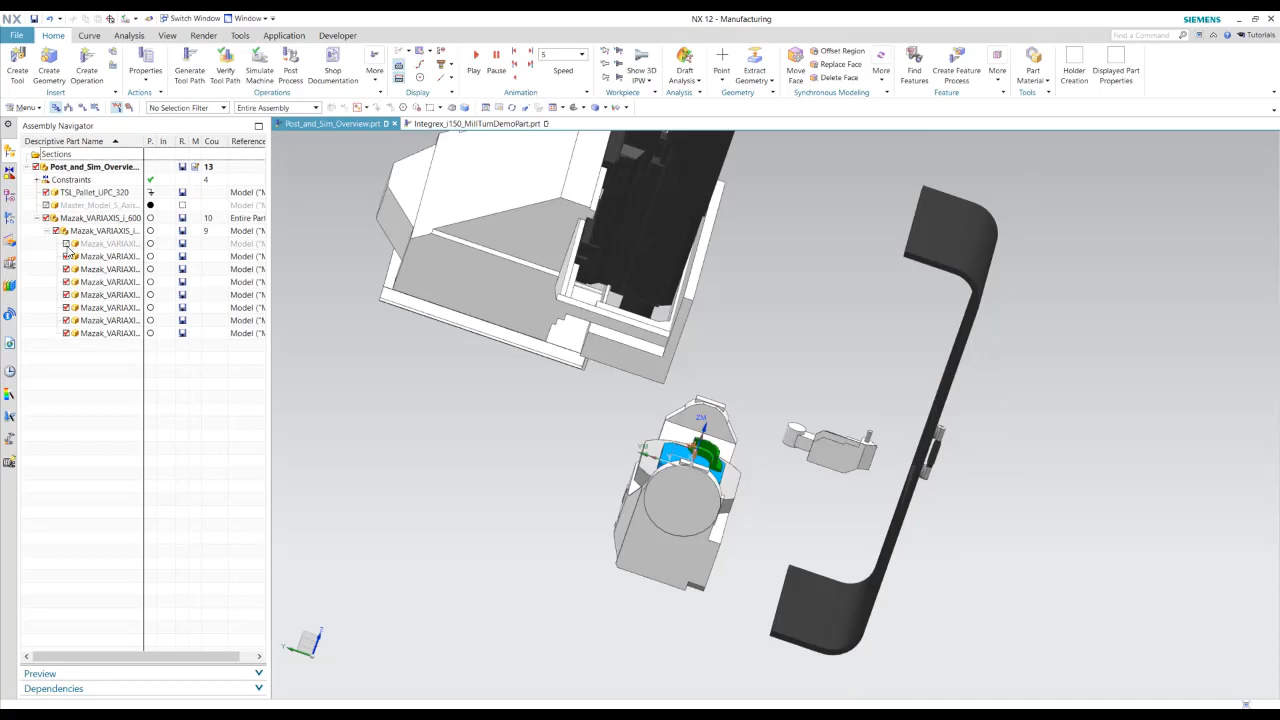 NX
Switch Window
Window
NX 12 - Manufacturing
SIEMENS
File
Home
Curve
Analysis
View
Render
Tools
Application
Developer
Find a Command
Tutorials
Create Tool
Create Geometry
Create Operation
Properties
Generate Tool Path
Verify Tool Path
Simulate Machine
Post Process
Shop Documentation
More
Play
Pause
5
Speed
Show 3D IPW
Draft Analysis
Point
Extract Geometry
Move Face
Offset Region
Replace Face
Delete Face
More
Find Features
Create Feature Process
More
Part Material
Holder Creation
Displayed Part Properties
Insert
Actions
Operations
Display
Animation
Workpiece
Analysis
Geometry
Synchronous Modeling
Feature
Tools
Menu
No Selection Filter
Entire Assembly
Assembly Navigator
Post_and_Sim_Overview.prt
Integrex_i150_MillTurnDemoPart.prt
Descriptive Part Name
P.
In
R.
M
Cou
Reference
Sections
Post_and_Sim_Overvie...
13
Constraints
4
TSL_Pallet_UPC_320
Model ("M
Master_Model_5_Axis...
Mazak_VARIAXIS_i_600
10
Entire Part
Mazak_VARIAXIS_i...
9
Model ("M
Mazak_VARIAXI...
Model ("M
Mazak_VARIAXI...
Model ("M
Mazak_VARIAXI...
Model ("M
Mazak_VARIAXI...
Model ("M
Mazak_VARIAXI...
Model ("M
Mazak_VARIAXI...
Model ("M
Mazak_VARIAXI...
Model ("M
Mazak_VARIAXI...
Model ("M
ZM
YM
Z
Y
Preview
Dependencies